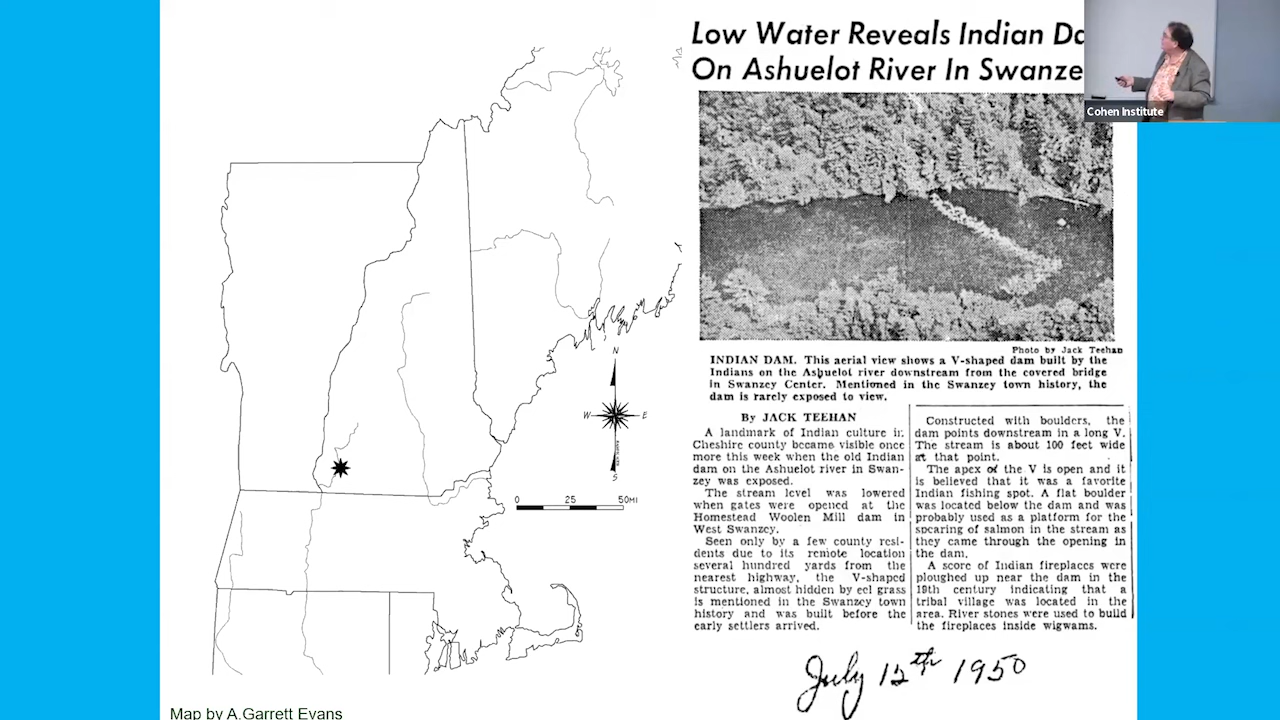 Low Water Reveals Indian Da
On Ashuelot River In Swanze
Cohen Institute
Photo by Jack Teehan
INDIAN DAM. This aerial view shows a V-shaped dam built by the
Indians on the Ashuelot river downstream from the covered bridge
in Swanzey Center. Mentioned in the Swanzey town history, the
dam is rarely exposed to view.
By JACK TEEHAN
A landmark of Indian culture in
Cheshire county became visible once
more this week when the old Indian
dam on the Ashuelot river in Swan-
zey was exposed.
The stream level was lowered
when gates were opened at the
Homestead Woolen Mill dam in
West Swanzey.
Seen only by a few county resi-
dents due to its remote location
several hundred yards from the
nearest highway, the V-shaped
structure, almost hidden by eel grass
is mentioned in the Swanzey town
history and was built before the
early settlers arrived.
Constructed with boulders, the
dam points downstream in a long V.
The stream is about 100 feet wide
at that point.
The apex of the V is open and it
is believed that it was a favorite
Indian fishing spot. A flat boulder
was located below the dam and was
probably used as a platform for the
spearing of salmon in the stream as
they came through the opening in
the dam.
A score of Indian fireplaces were
ploughed up near the dam in the
19th century indicating that a
tribal village was located in the
area. River stones were used to build
the fireplaces inside wigwams.
July 12th 1950
N
W
E
S
0 25 50MI
Map by A.Garrett Evans